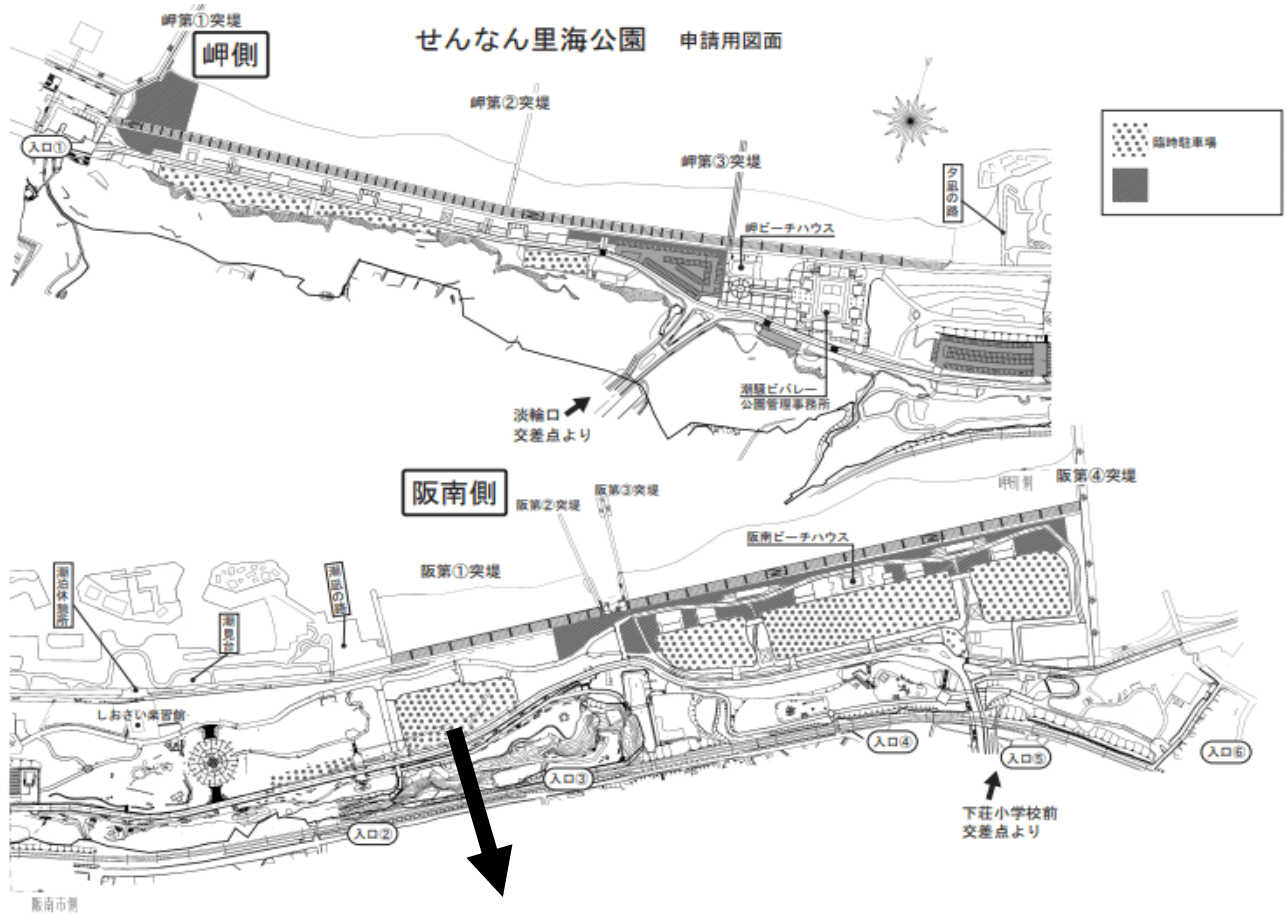 岬第①突堤
せんなん里海公園 申請用図面
岬側
岬第②突堤
臨時駐車場
入口①
岬第③突堤
夕凪の路
岬ビーチハウス
潮騒ビバレー
公園管理事務所
淡輪口
交差点より
阪南側
阪第②突堤
阪第③突堤
阪第④突堤
阪南ビーチハウス
阪第①突堤
潮泊休憩所
潮見台
潮凪の路
しおさい楽習館
入口④
入口⑤
入口⑥
入口③
入口②
下荘小学校前
交差点より
阪南市側